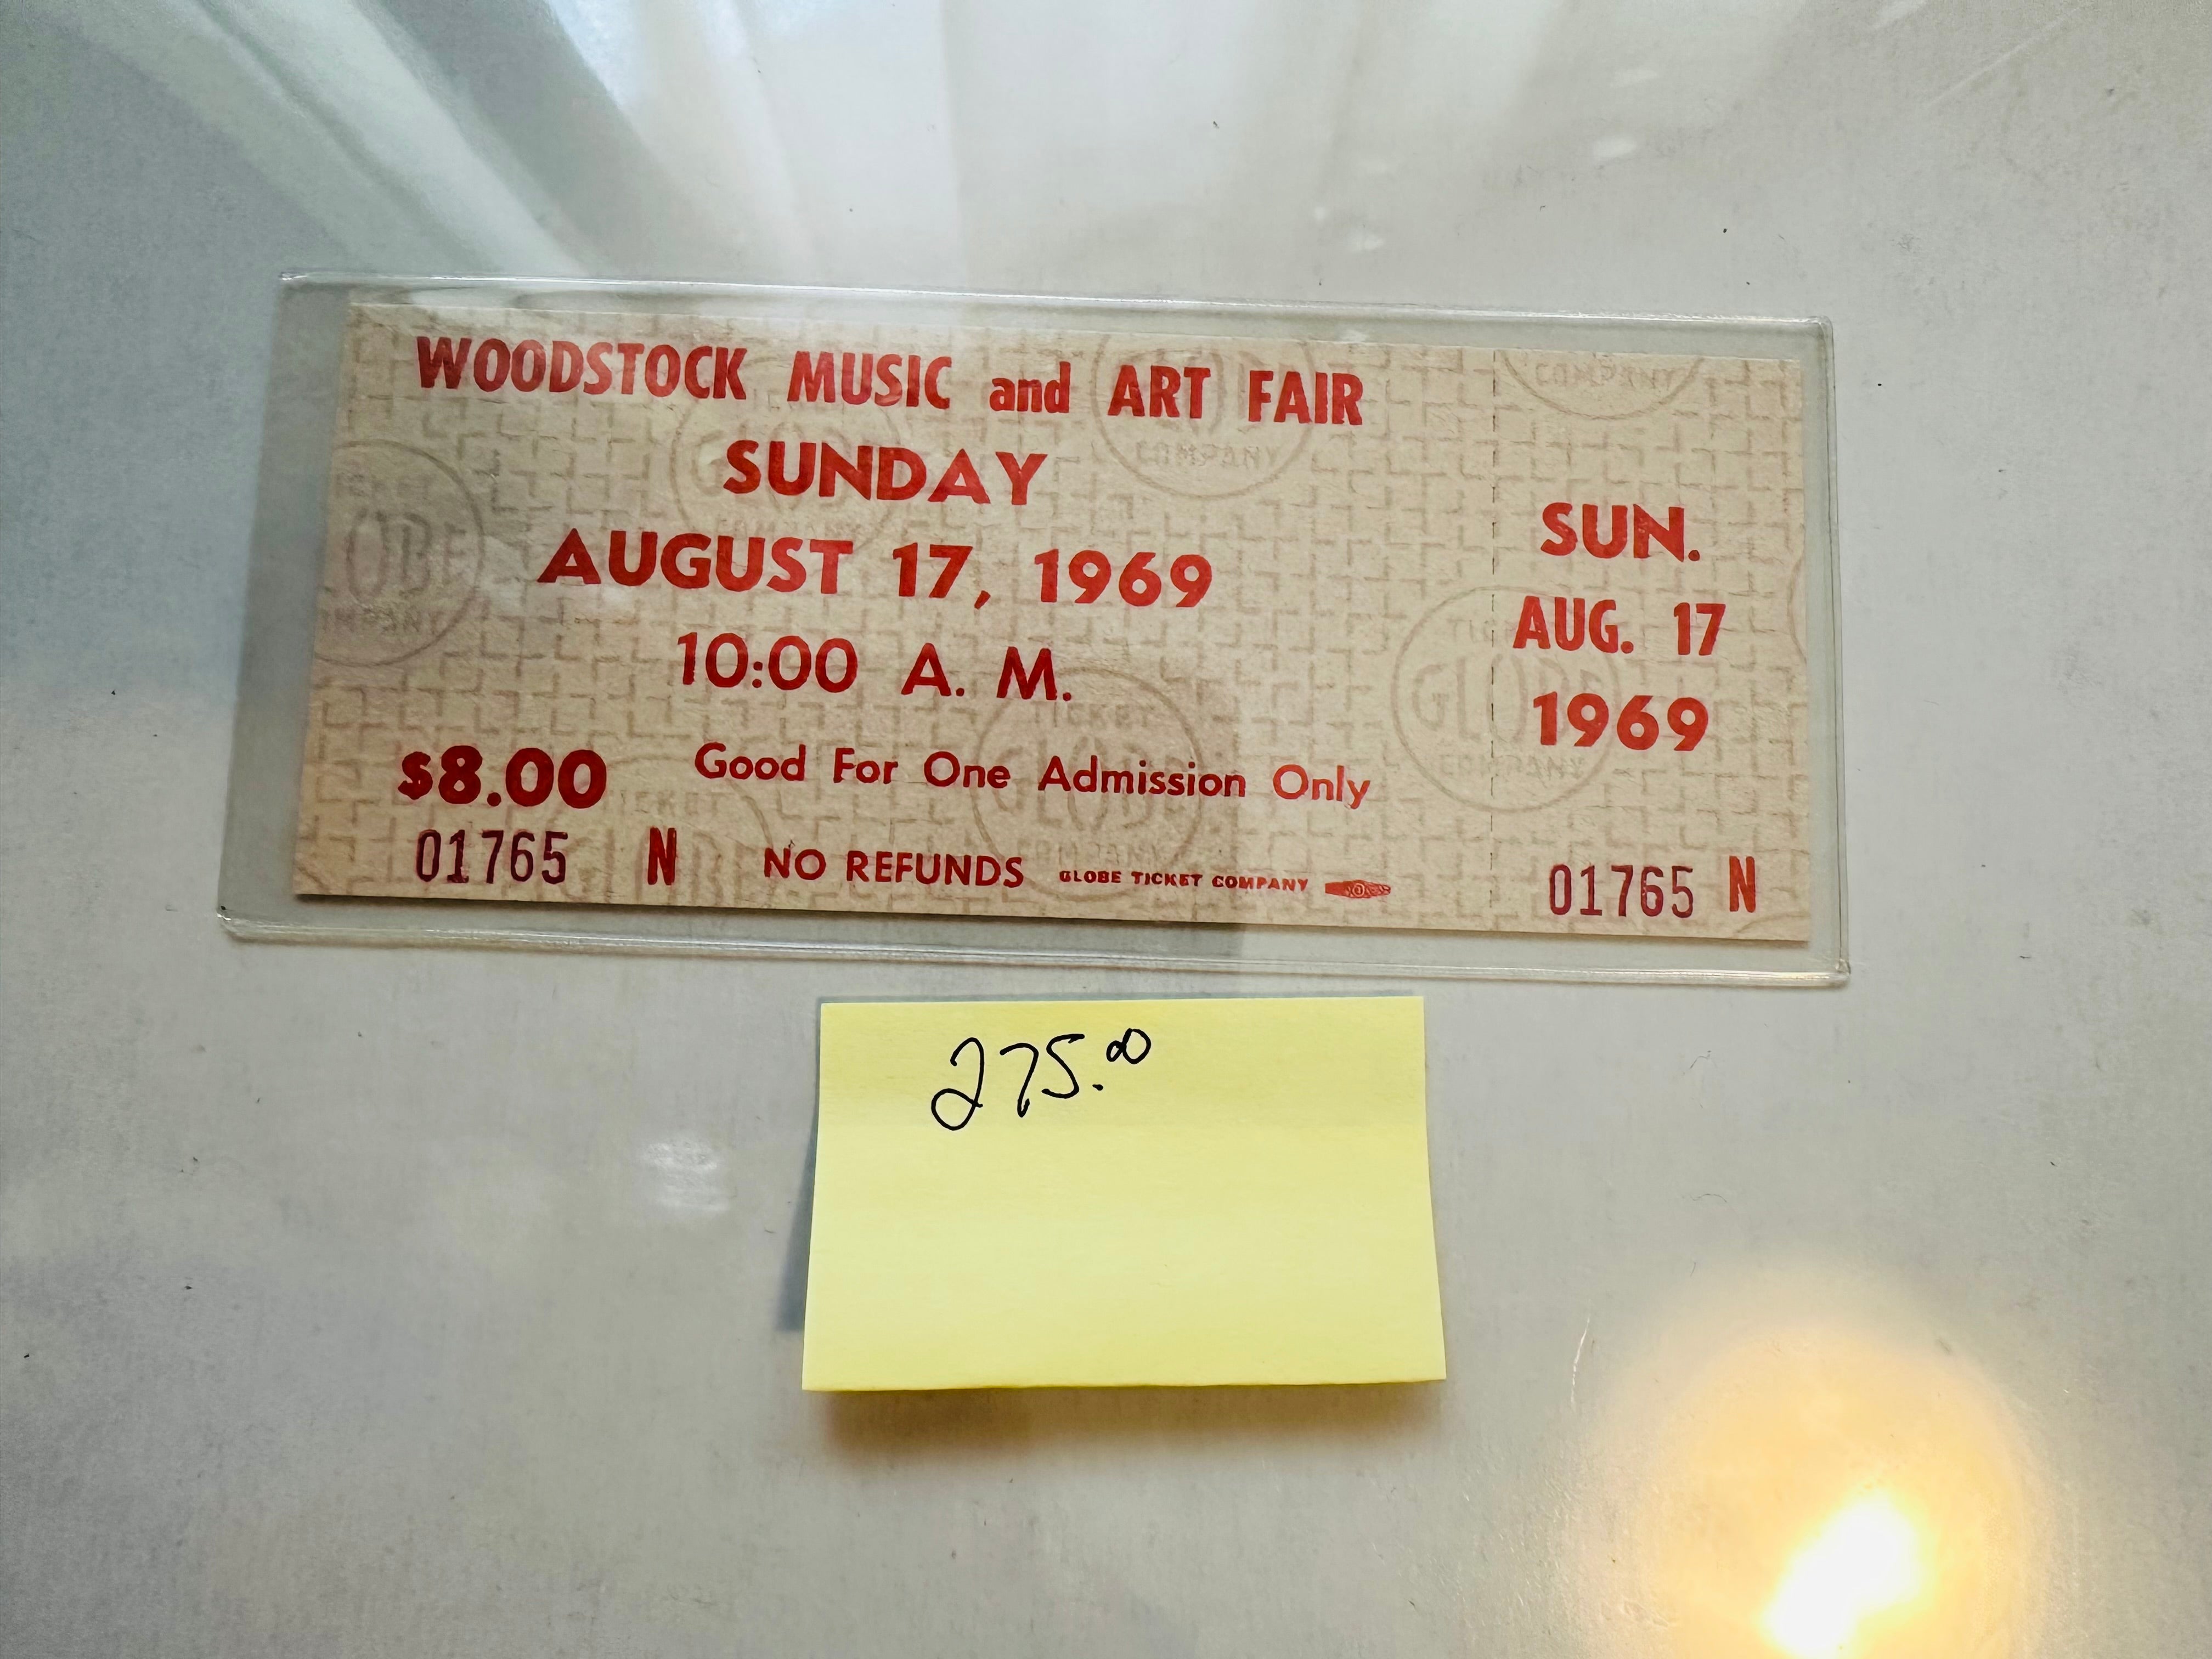 WOODSTOCK MUSIC and ART FAIR
SUNDAY
AUGUST 17, 1969
10:00 A. M.
$8.00 Good For One Admission Only
01765 N NO REFUNDS GLOBE TICKET COMPANY
SUN.
AUG. 17
1969
01765 N
275.00